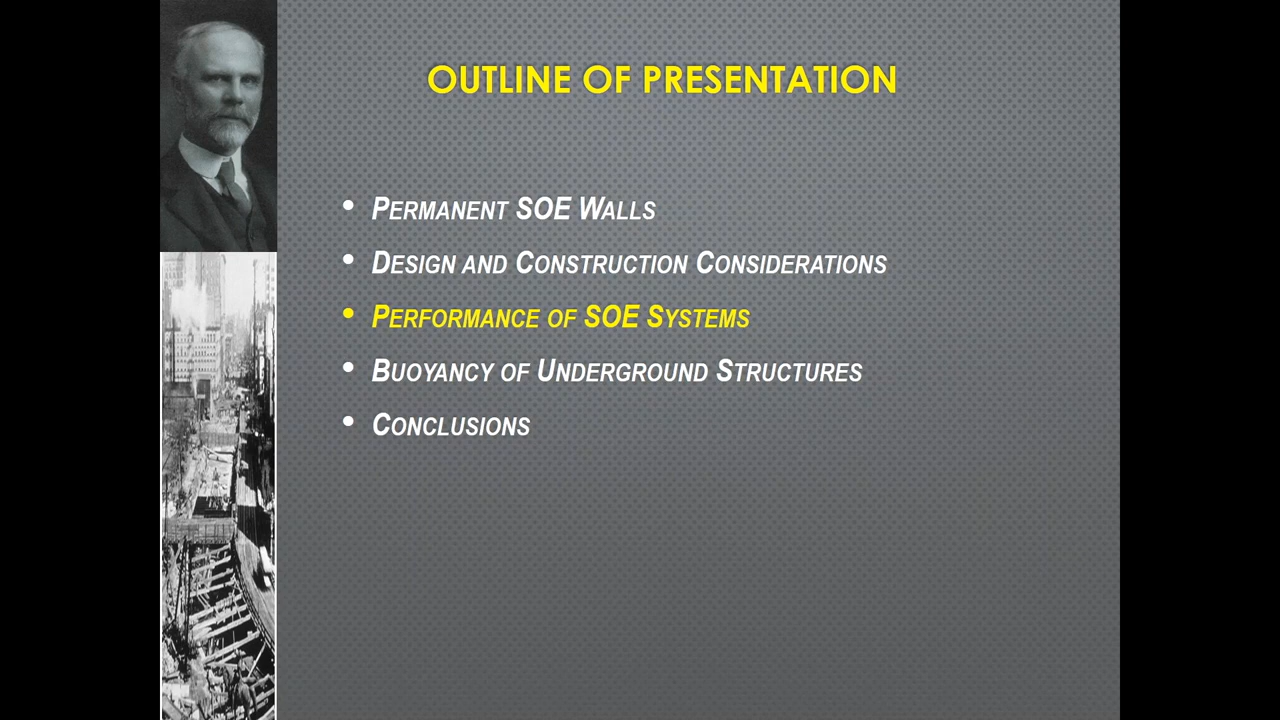 OUTLINE OF PRESENTATION
• PERMANENT SOE WALLS
• DESIGN AND CONSTRUCTION CONSIDERATIONS
• PERFORMANCE OF SOE SYSTEMS
• BUOYANCY OF UNDERGROUND STRUCTURES
• CONCLUSIONS